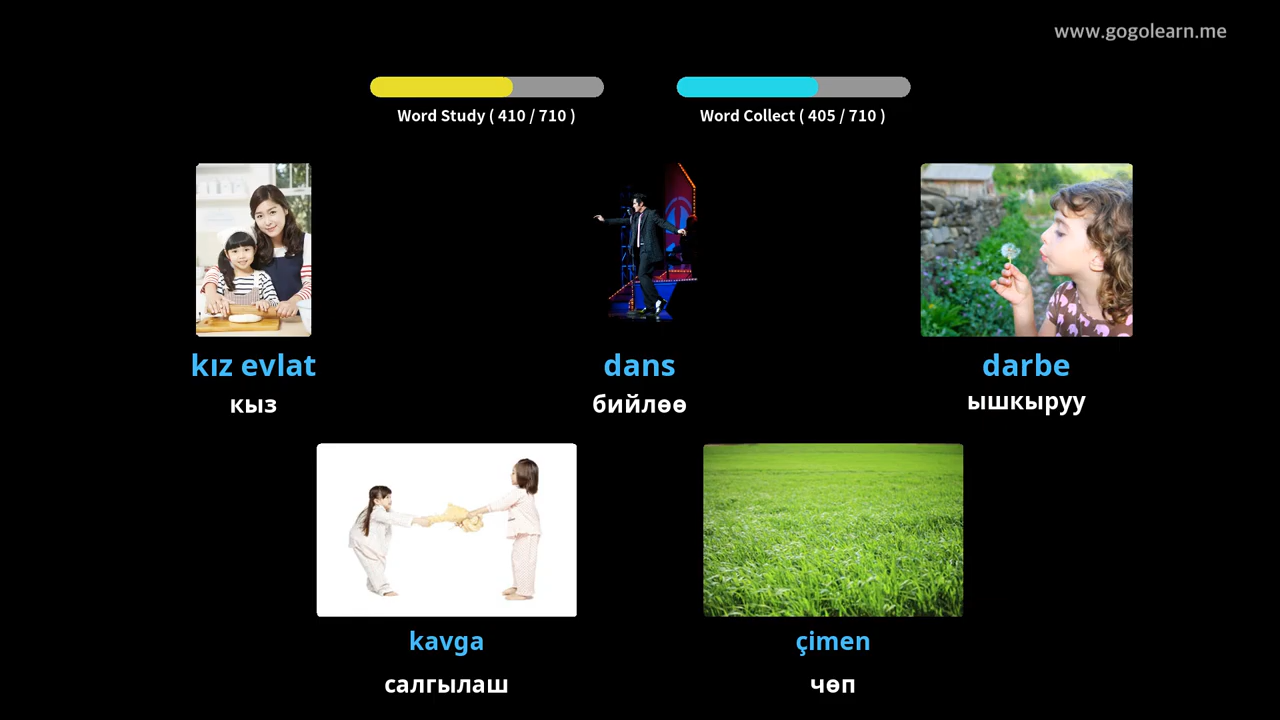 www.gogolearn.me
Word Study ( 410 / 710 )
Word Collect ( 405 / 710 )
kız evlat
кыз
dans
бийлөө
darbe
ышкыруу
kavga
салгылаш
çimen
чөп